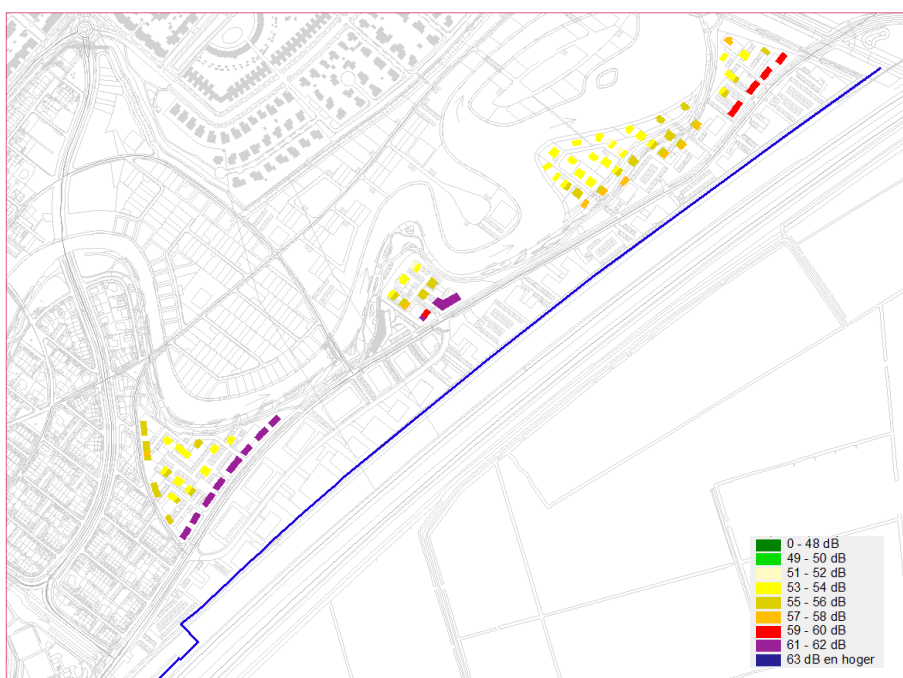 0 - 48 dB
49 - 50 dB
51 - 52 dB
53 - 54 dB
55 - 56 dB
57 - 58 dB
59 - 60 dB
61 - 62 dB
63 dB en hoger